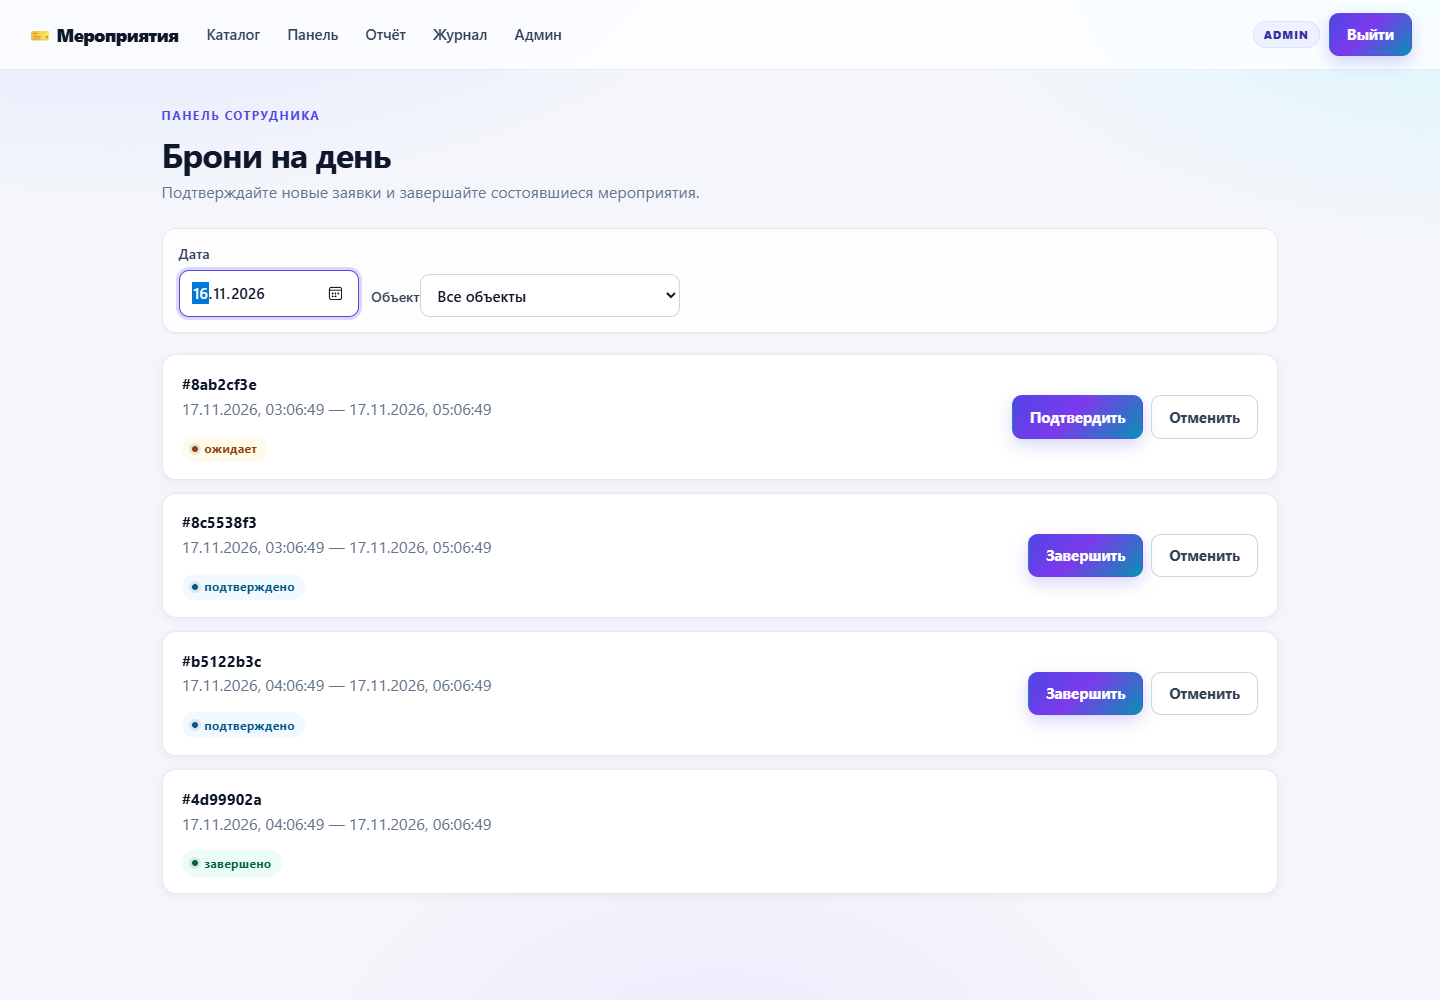 Мероприятия Каталог Панель Отчёт Журнал Админ ADMIN Выйти
ПАНЕЛЬ СОТРУДНИКА
Брони на день
Подтверждайте новые заявки и завершайте состоявшиеся мероприятия.
Дата
16.11.2026
Объект Все объекты
#8ab2cf3e
17.11.2026, 03:06:49 — 17.11.2026, 05:06:49
ожидает
Подтвердить Отменить
#8c5538f3
17.11.2026, 03:06:49 — 17.11.2026, 05:06:49
подтверждено
Завершить Отменить
#b5122b3c
17.11.2026, 04:06:49 — 17.11.2026, 06:06:49
подтверждено
Завершить Отменить
#4d99902a
17.11.2026, 04:06:49 — 17.11.2026, 06:06:49
завершено